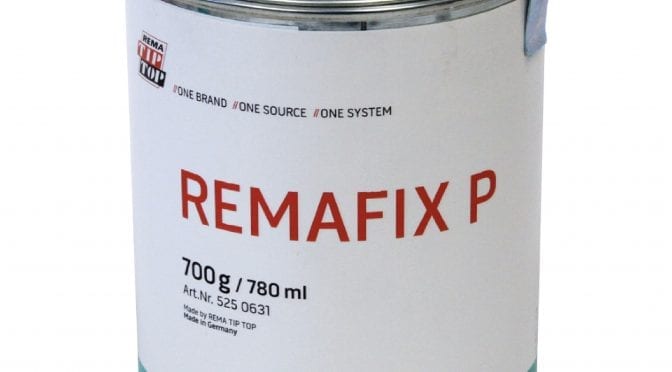 REMA
TIP
TOP
//ONE BRAND //ONE SOURCE //ONE SYSTEM
REMAFIX P
700 g / 780 ml
Art.Nr. 525 0631
Made by REMA TIP TOP
Made in Germany